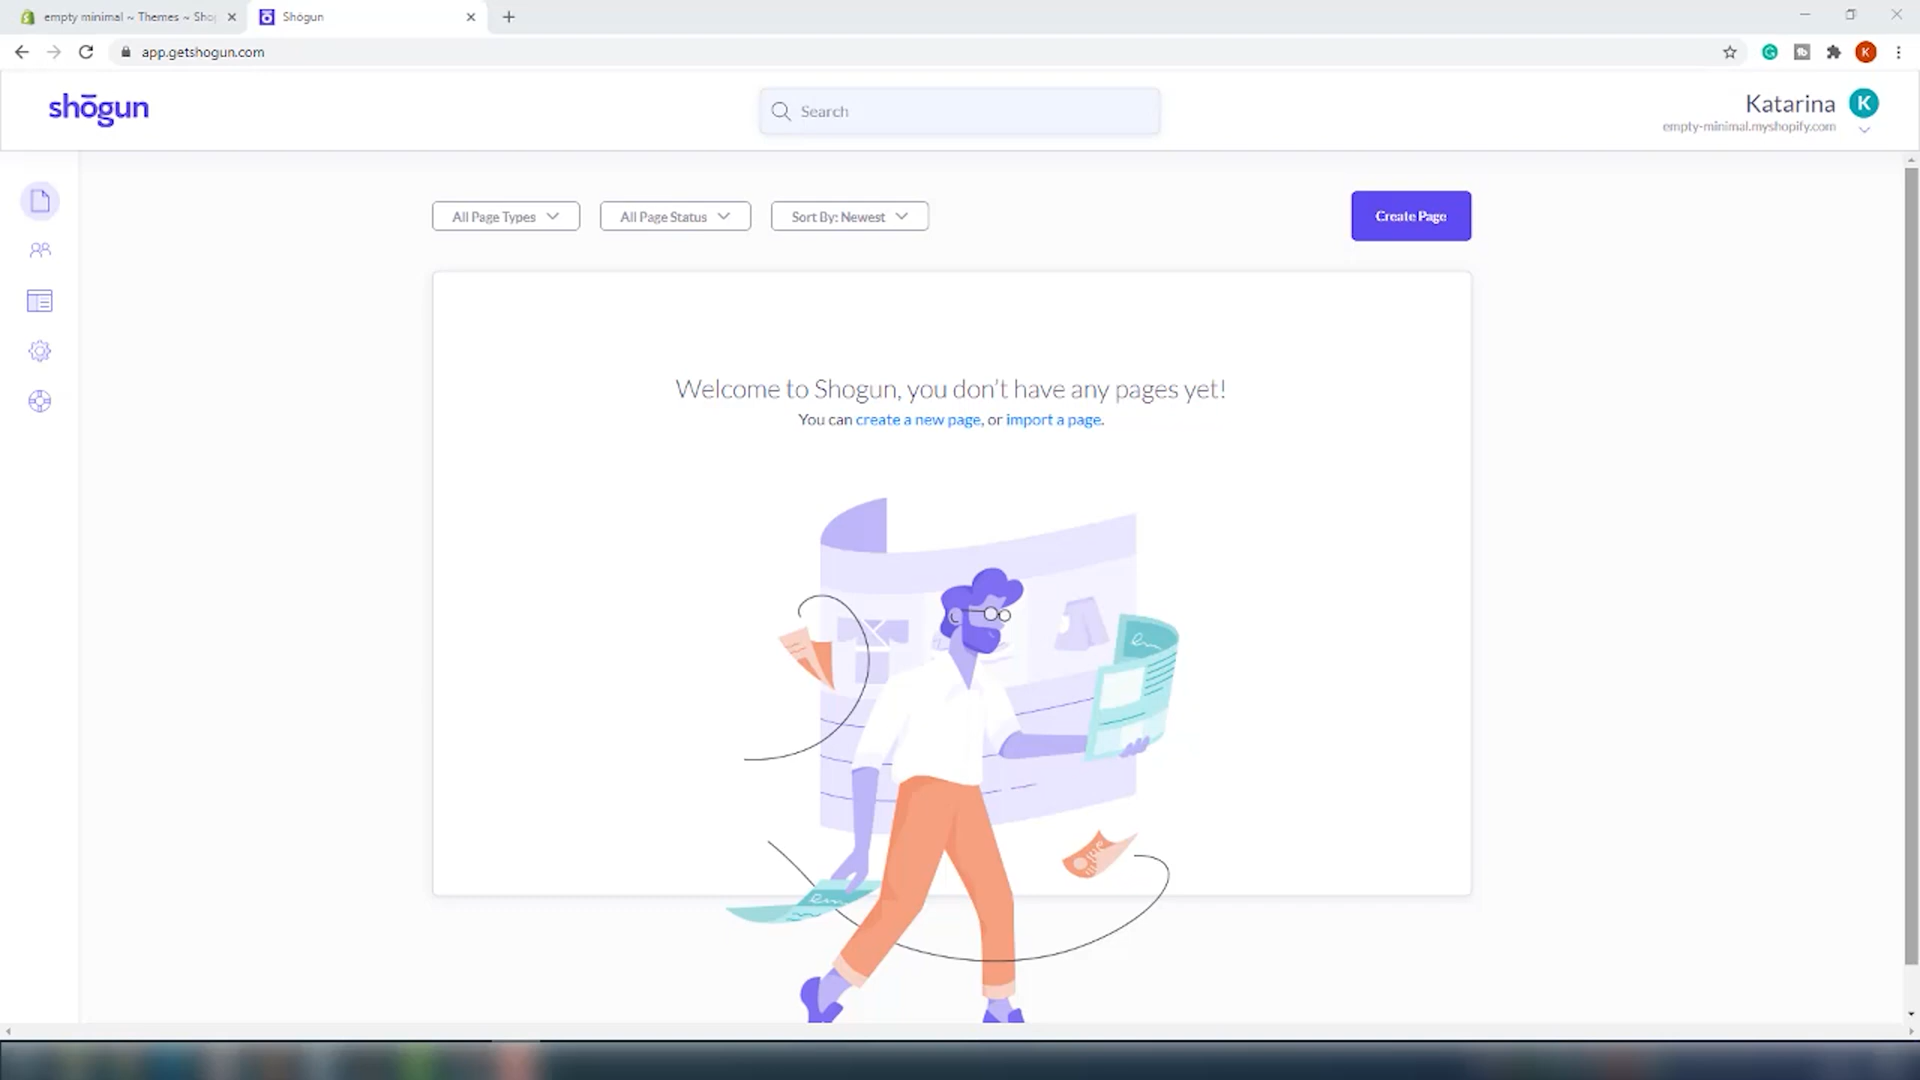 empty minimal ~ Themes ~ Sho
Shogun
app.getshogun.com
K
shōgun
Search
Katarina
K
empty-minimal.myshopify.com
All Page Types
All Page Status
Sort By: Newest
Create Page
Welcome to Shogun, you don't have any pages yet!
You can create a new page, or import a page.